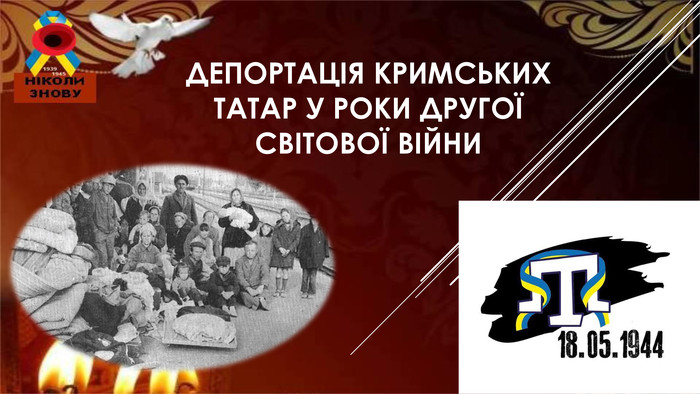 1939
1945
НІКОЛИ
ЗНОВУ
ДЕПОРТАЦІЯ КРИМСЬКИХ
ТАТАР У РОКИ ДРУГОЇ
СВІТОВОЇ ВІЙНИ
18.05.1944